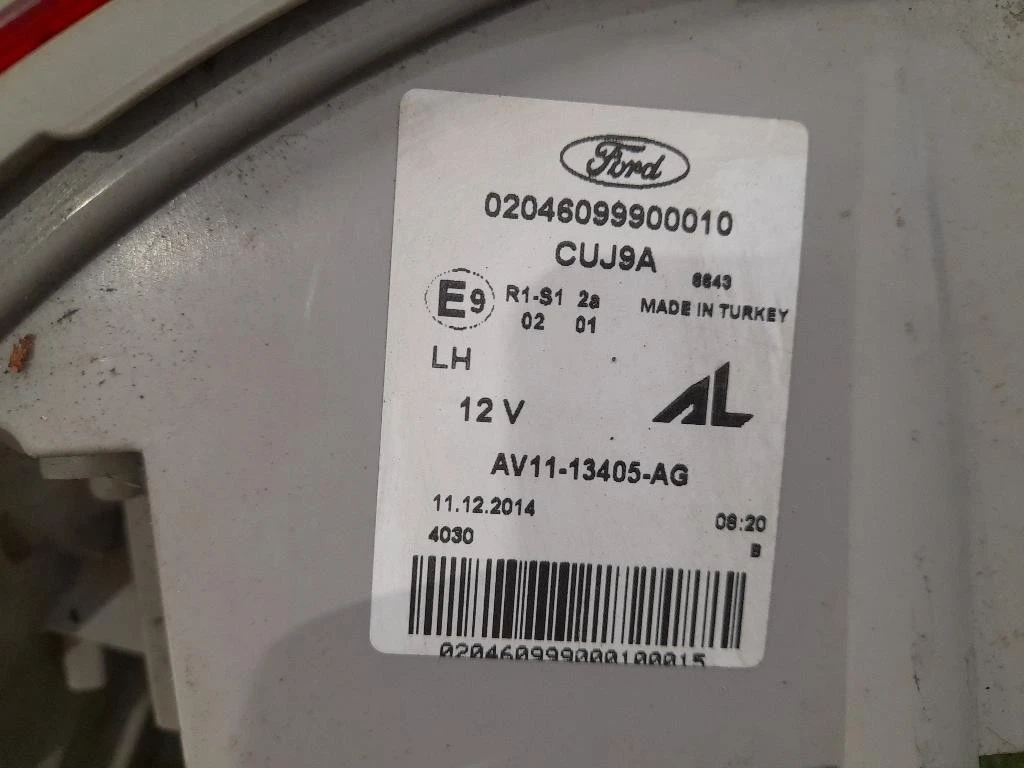 Ford
02046099900010
CUJ9A
6643
E9 R1-S1 2a MADE IN TURKEY
02 01
LH
12 V
AL
AV11-13405-AG
11.12.2014 08:20
4030 B
020460999000100015